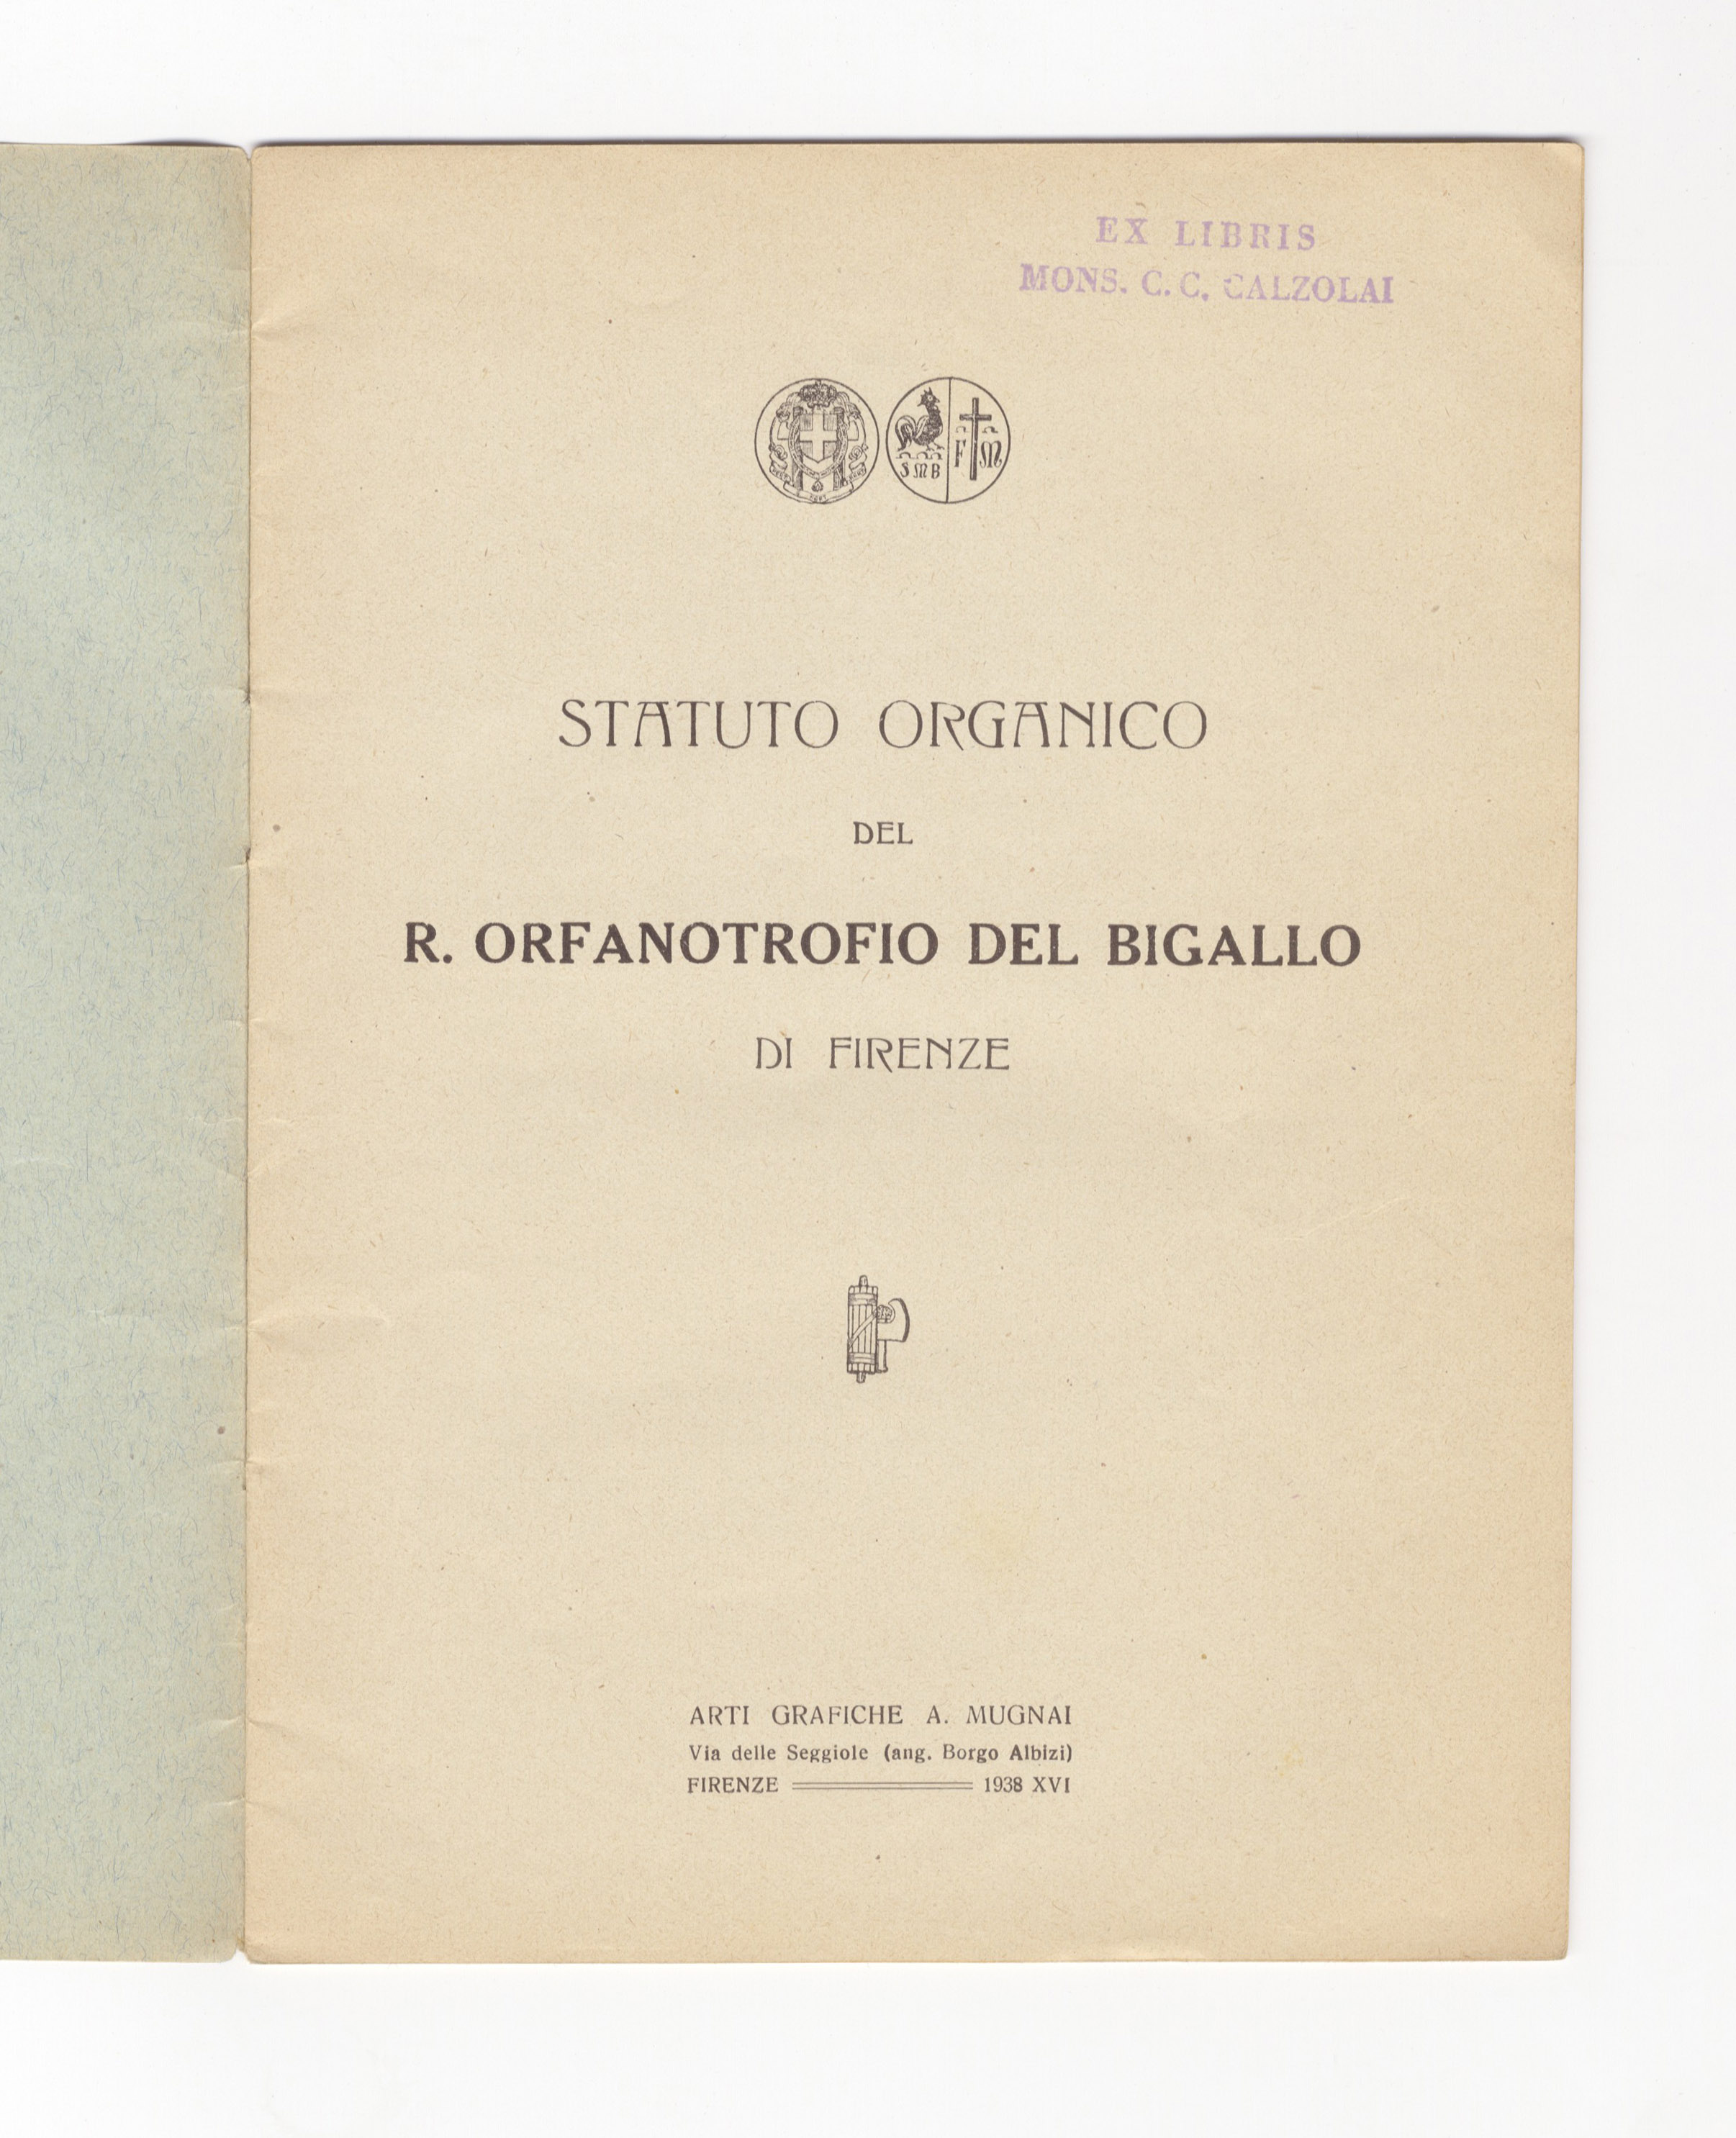 EX LIBRIS
MONS. C. C. CALZOLAI
S M B
F M
STATUTO ORGANICO
DEL
R. ORFANOTROFIO DEL BIGALLO
DI FIRENZE
ARTI GRAFICHE A. MUGNAI
Via delle Seggiole (ang. Borgo Albizi)
FIRENZE 1938 XVI